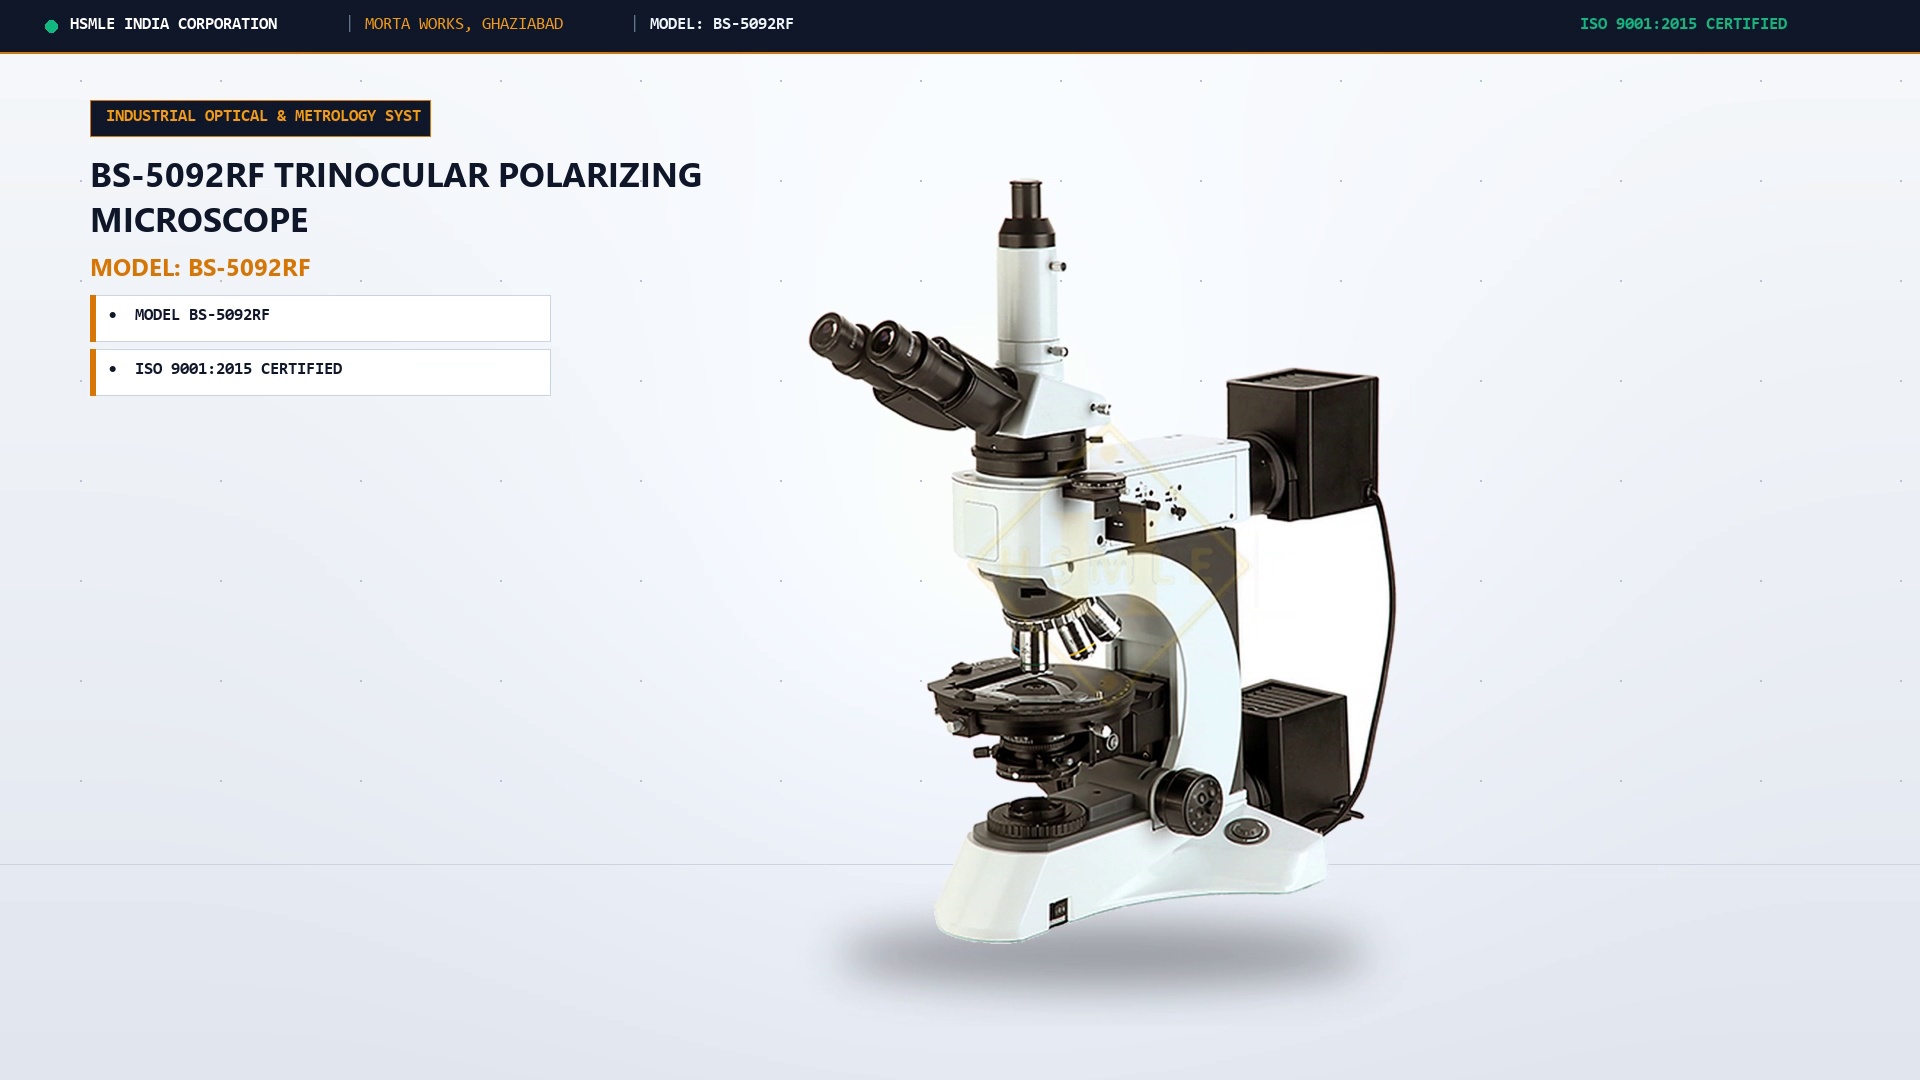 HSMLE INDIA CORPORATION
MORTA WORKS, GHAZIABAD
MODEL: BS-5092RF
ISO 9001:2015 CERTIFIED
INDUSTRIAL OPTICAL & METROLOGY SYST
BS-5092RF TRINOCULAR POLARIZING
MICROSCOPE
MODEL: BS-5092RF
• MODEL BS-5092RF
• ISO 9001:2015 CERTIFIED
HSMLE